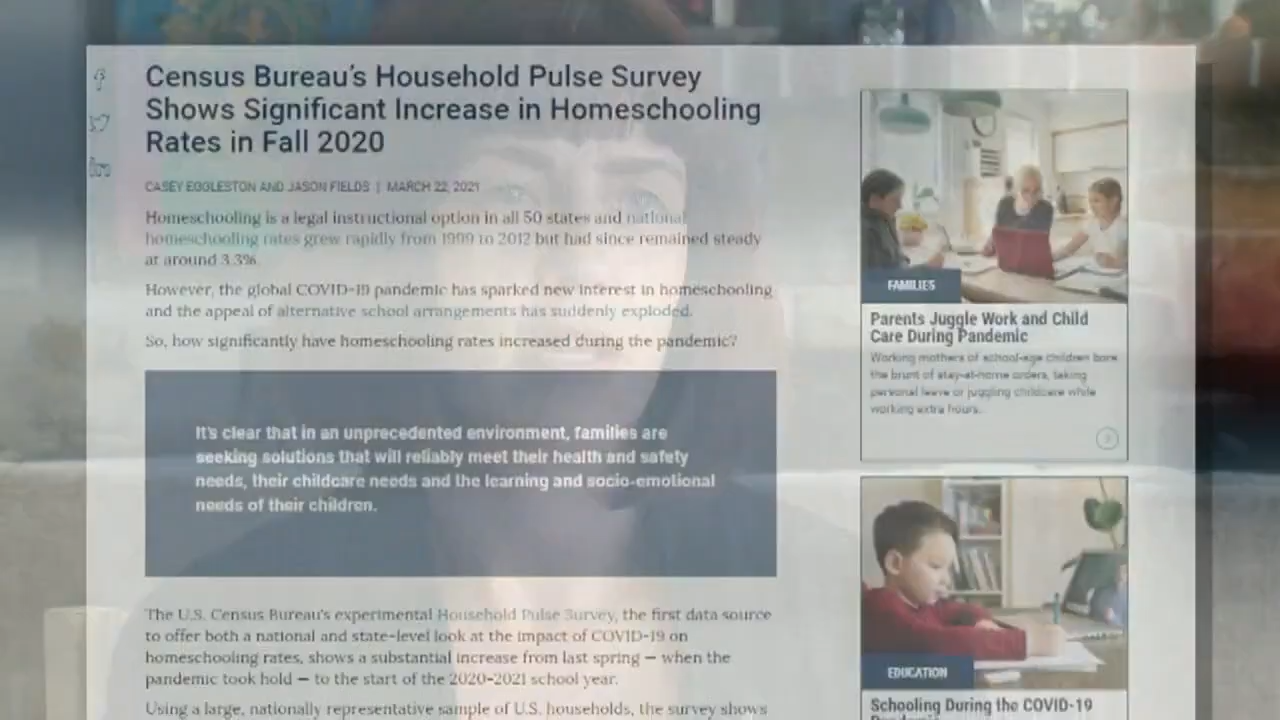 Census Bureau's Household Pulse Survey
Shows Significant Increase in Homeschooling
Rates in Fall 2020
CASEY EGGLESTON AND JASON FIELDS | MARCH 22, 2021
Homeschooling is a legal instructional option in all 50 states and national
homeschooling rates grew rapidly from 1999 to 2012 but had since remained steady
at around 3.3%.
However, the global COVID-19 pandemic has sparked new interest in homeschooling
and the appeal of alternative school arrangements has suddenly exploded.
So, how significantly have homeschooling rates increased during the pandemic?
It's clear that in an unprecedented environment, families are
seeking solutions that will reliably meet their health and safety
needs, their childcare needs and the learning and socio-emotional
needs of their children.
The U.S. Census Bureau's experimental Household Pulse Survey, the first data source
to offer both a national and state-level look at the impact of COVID-19 on
homeschooling rates, shows a substantial increase from last spring — when the
pandemic took hold — to the start of the 2020-2021 school year.
Using a large, nationally representative sample of U.S. households, the survey shows
FAMILIES
Parents Juggle Work and Child
Care During Pandemic
Working mothers of school-age children bore
the brunt of stay-at-home orders, taking
personal leave or juggling childcare while
working extra hours.
EDUCATION
Schooling During the COVID-19
Pandemic